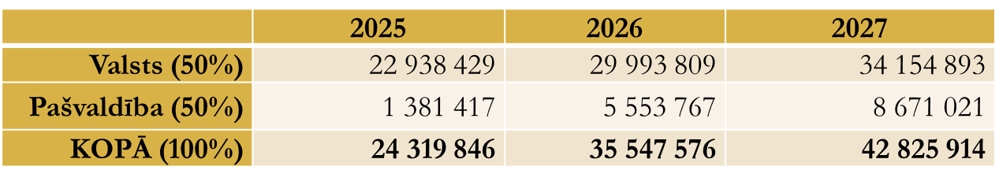 2025 2026 2027
Valsts (50%) 22 938 429 29 993 809 34 154 893
Pašvaldība (50%) 1 381 417 5 553 767 8 671 021
KOPĀ (100%) 24 319 846 35 547 576 42 825 914